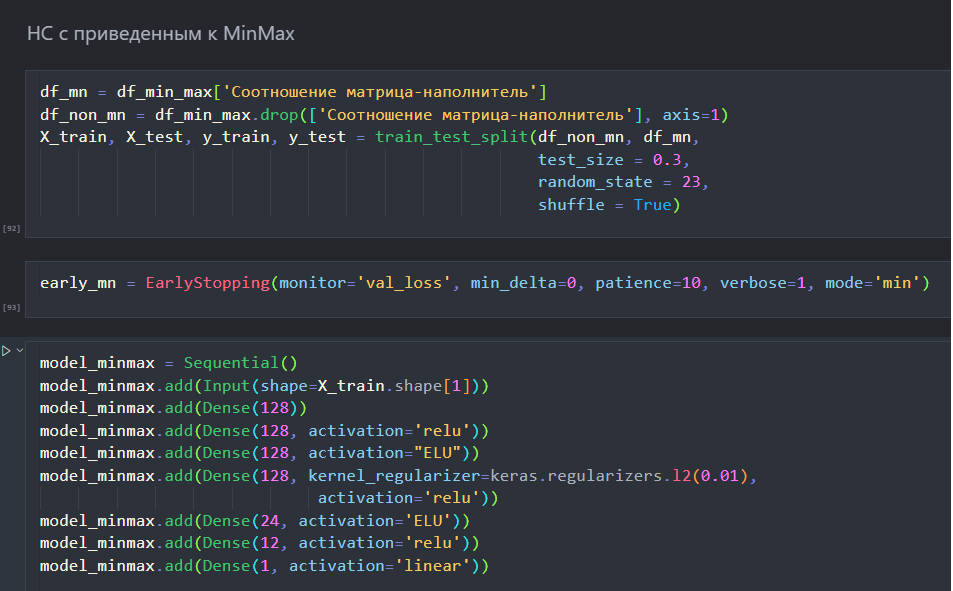 НС с приведенным к MinMax
df_mn = df_min_max['Соотношение матрица-наполнитель']
df_non_mn = df_min_max.drop(['Соотношение матрица-наполнитель'], axis=1)
X_train, X_test, y_train, y_test = train_test_split(df_non_mn, df_mn,
test_size = 0.3,
random_state = 23,
shuffle = True)
[92]
early_mn = EarlyStopping(monitor='val_loss', min_delta=0, patience=10, verbose=1, mode='min')
[93]
model_minmax = Sequential()
model_minmax.add(Input(shape=X_train.shape[1]))
model_minmax.add(Dense(128))
model_minmax.add(Dense(128, activation='relu'))
model_minmax.add(Dense(128, activation="ELU"))
model_minmax.add(Dense(128, kernel_regularizer=keras.regularizers.l2(0.01),
activation='relu'))
model_minmax.add(Dense(24, activation='ELU'))
model_minmax.add(Dense(12, activation='relu'))
model_minmax.add(Dense(1, activation='linear'))